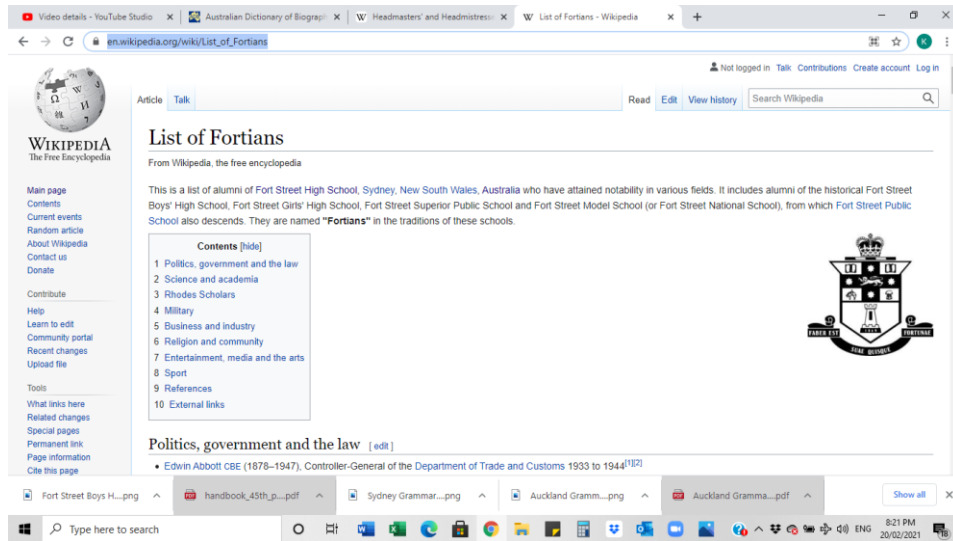 Video details - YouTube Studio
Australian Dictionary of Biograph
Headmasters' and Headmistress
List of Fortians - Wikipedia
en.wikipedia.org/wiki/List_of_Fortians
K
Not logged in Talk Contributions Create account Log in
Article Talk
Read Edit View history Search Wikipedia
WIKIPEDIA
The Free Encyclopedia
Main page
Contents
Current events
Random article
About Wikipedia
Contact us
Donate
Contribute
Help
Learn to edit
Community portal
Recent changes
Upload file
Tools
What links here
Related changes
Special pages
Permanent link
Page information
Cite this page
List of Fortians
From Wikipedia, the free encyclopedia
This is a list of alumni of Fort Street High School, Sydney, New South Wales, Australia who have attained notability in various fields. It includes alumni of the historical Fort Street
Boys' High School, Fort Street Girls' High School, Fort Street Superior Public School and Fort Street Model School (or Fort Street National School), from which Fort Street Public
School also descends. They are named "Fortians" in the traditions of these schools.
Contents [hide]
1 Politics, government and the law
2 Science and academia
3 Rhodes Scholars
4 Military
5 Business and industry
6 Religion and community
7 Entertainment, media and the arts
8 Sport
9 References
10 External links
FABER EST
SUAE QUISQUE
FORTUNAE
Politics, government and the law [ edit ]
• Edwin Abbott CBE (1878–1947), Controller-General of the Department of Trade and Customs 1933 to 1944[1][2]
Fort Street Boys H....png
handbook_45th_p....pdf
Sydney Grammar....png
Auckland Gramm....png
Auckland Gramma....pdf
Show all
Type here to search
ENG
8:21 PM
20/02/2021
18